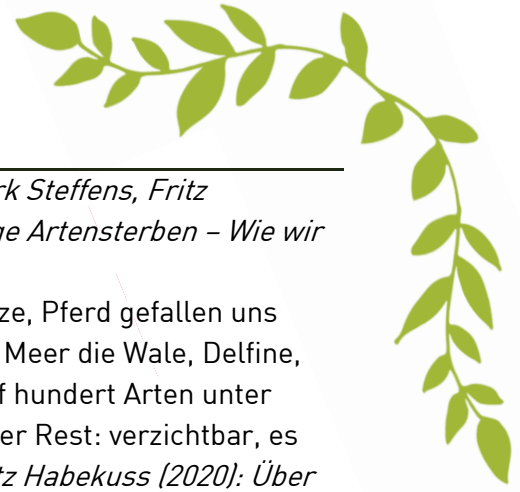 rk Steffens, Fritz
ge Artensterben – Wie wir
ze, Pferd gefallen uns
Meer die Wale, Delfine,
f hundert Arten unter
er Rest: verzichtbar, es
tz Habekuss (2020): Über